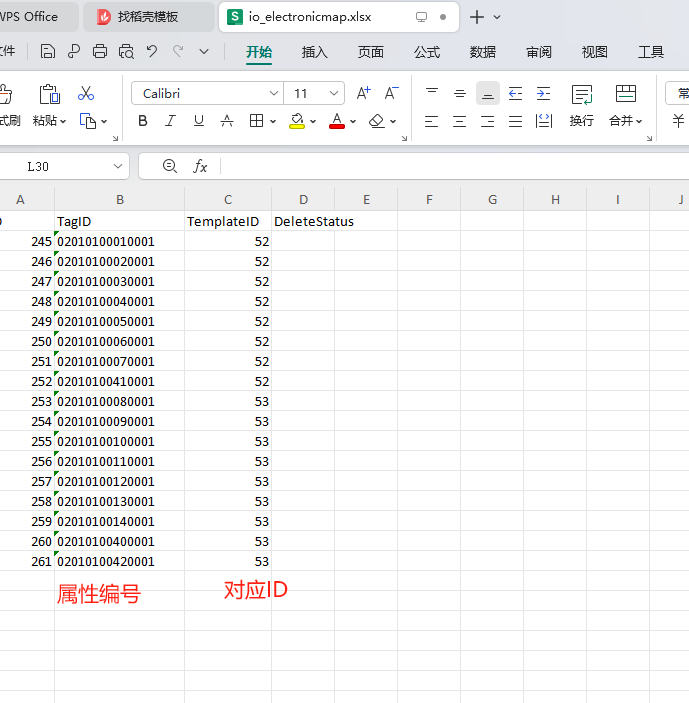 WPS Office 找稻壳模板 io_electronicmap.xlsx
文件 开始 插入 页面 公式 数据 审阅 视图 工具
式刷 粘贴 Calibri 11 换行 合并 常
B I U A A+ A- ¥
L30 fx
A B C D E F G H I J
D TagID TemplateID DeleteStatus
245 02010100010001 52
246 02010100020001 52
247 02010100030001 52
248 02010100040001 52
249 02010100050001 52
250 02010100060001 52
251 02010100070001 52
252 02010100410001 52
253 02010100080001 53
254 02010100090001 53
255 02010100100001 53
256 02010100110001 53
257 02010100120001 53
258 02010100130001 53
259 02010100140001 53
260 02010100400001 53
261 02010100420001 53
属性编号 对应ID